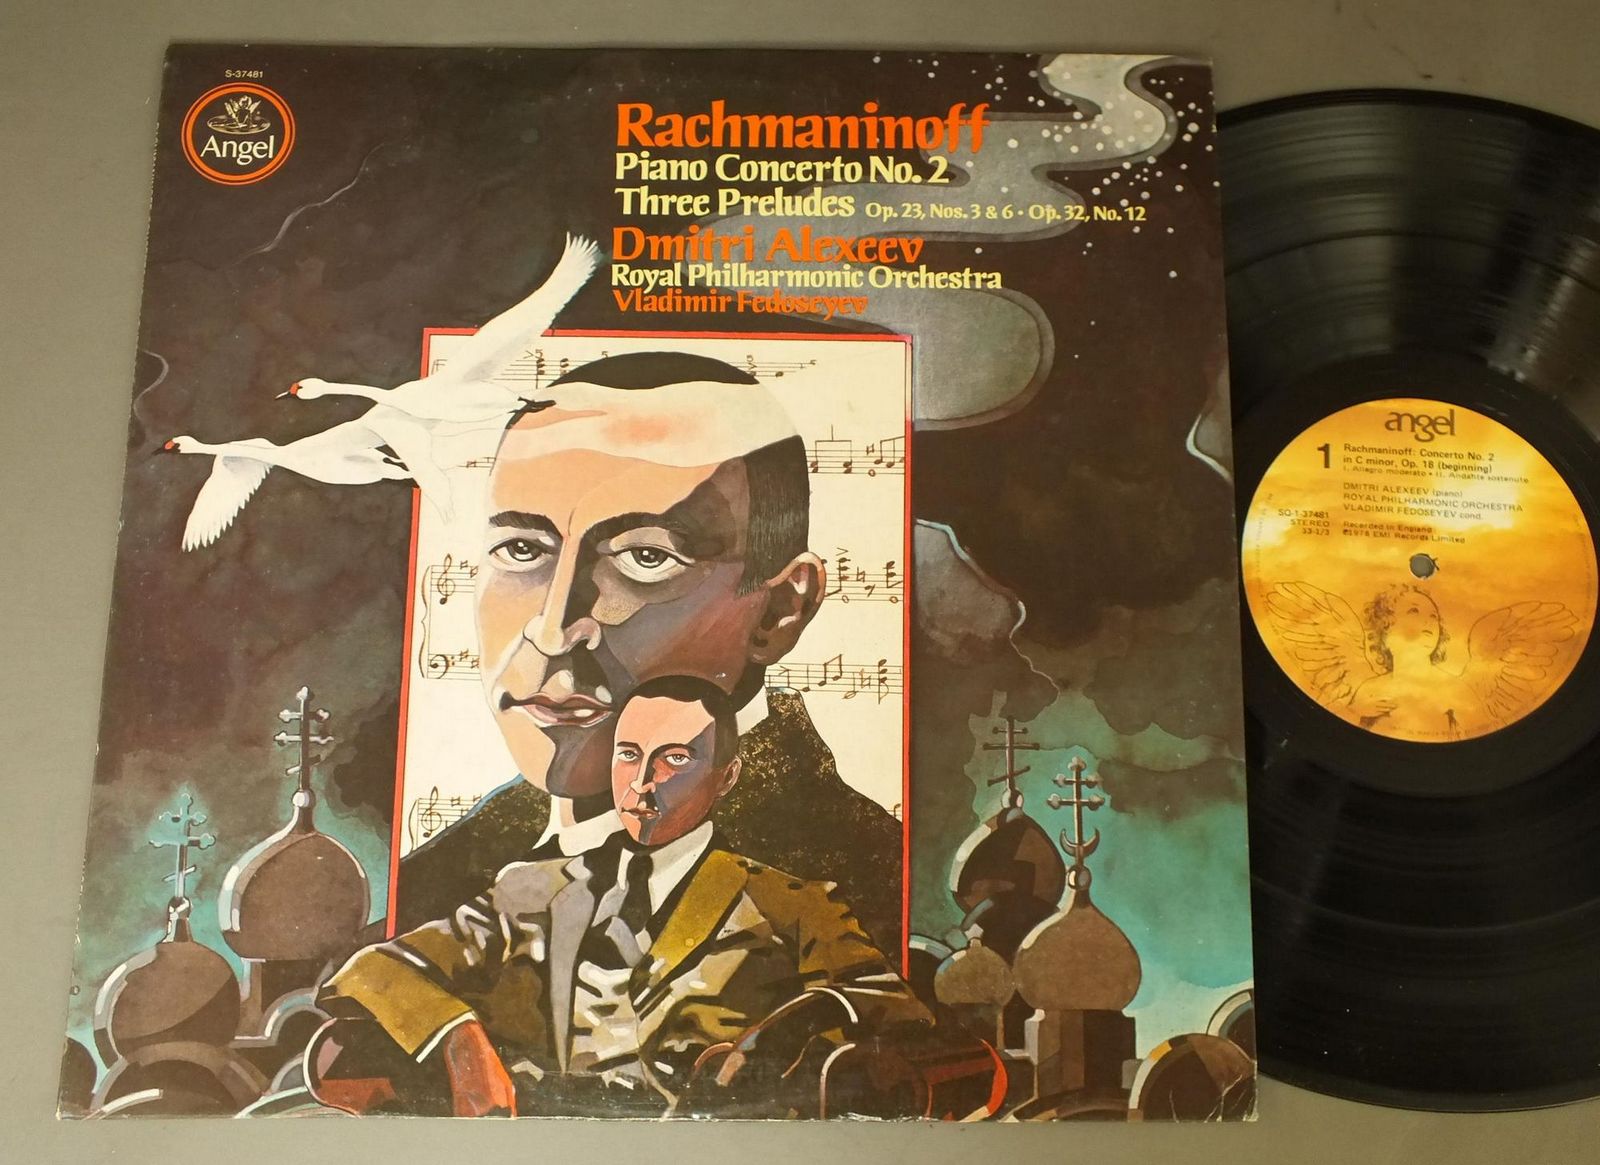 S-37481
Angel
Rachmaninoff
Piano Concerto No. 2
Three Preludes Op. 23, Nos. 3 & 6 · Op. 32, No. 12
Dmitri Alexeev
Royal Philharmonic Orchestra
Vladimir Fedoseyev
angel
1
Rachmaninoff: Concerto No. 2
in C minor, Op. 18 (beginning)
I. Allegro moderato • II. Andante sostenuto
DMITRI ALEXEEV (piano)
ROYAL PHILHARMONIC ORCHESTRA
VLADIMIR FEDOSEYEV cond.
SQ-1-37481
STEREO
33-1/3
Recorded in England
℗1978 EMI Records Limited